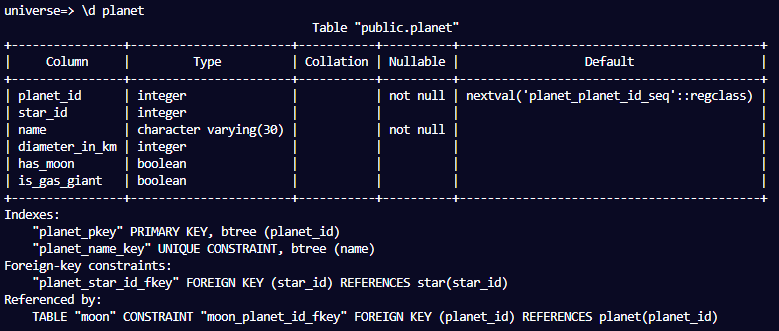 universe=> \d planet
                                            Table "public.planet"
+----------------+-----------------------+-----------+----------+-------------------------------------------+
|     Column     |         Type          | Collation | Nullable |                  Default                  |
+----------------+-----------------------+-----------+----------+-------------------------------------------+
| planet_id      | integer               |           | not null | nextval('planet_planet_id_seq'::regclass) |
| star_id        | integer               |           |          |                                           |
| name           | character varying(30) |           | not null |                                           |
| diameter_in_km | integer               |           |          |                                           |
| has_moon       | boolean               |           |          |                                           |
| is_gas_giant   | boolean               |           |          |                                           |
+----------------+-----------------------+-----------+----------+-------------------------------------------+
Indexes:
    "planet_pkey" PRIMARY KEY, btree (planet_id)
    "planet_name_key" UNIQUE CONSTRAINT, btree (name)
Foreign-key constraints:
    "planet_star_id_fkey" FOREIGN KEY (star_id) REFERENCES star(star_id)
Referenced by:
    TABLE "moon" CONSTRAINT "moon_planet_id_fkey" FOREIGN KEY (planet_id) REFERENCES planet(planet_id)